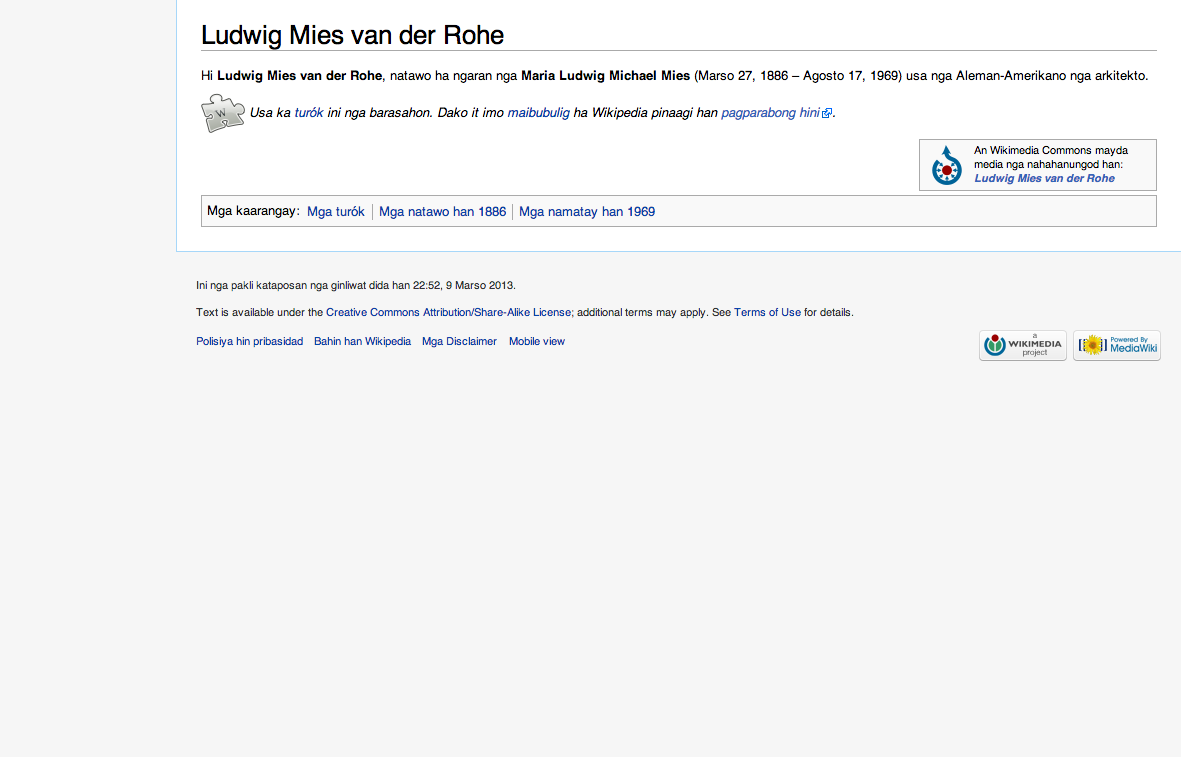 Ludwig Mies van der Rohe
Hi Ludwig Mies van der Rohe, natawo ha ngaran nga Maria Ludwig Michael Mies (Marso 27, 1886 – Agosto 17, 1969) usa nga Aleman-Amerikano nga arkitekto.
W
Usa ka turók ini nga barasahon. Dako it imo maibubulig ha Wikipedia pinaagi han pagparabong hini.
An Wikimedia Commons mayda
media nga nahahanungod han:
Ludwig Mies van der Rohe
Mga kaarangay: Mga turók | Mga natawo han 1886 | Mga namatay han 1969
Ini nga pakli kataposan nga ginliwat dida han 22:52, 9 Marso 2013.
Text is available under the Creative Commons Attribution/Share-Alike License; additional terms may apply. See Terms of Use for details.
Polisiya hin pribasidad Bahin han Wikipedia Mga Disclaimer Mobile view
a
WIKIMEDIA
project
Powered By
MediaWiki